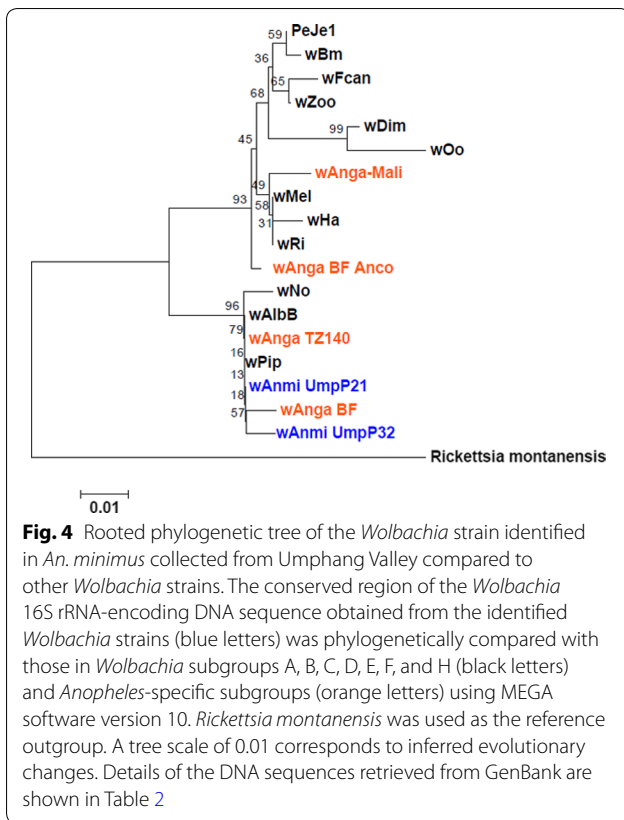 59
PeJe1
wBm
36
65
wFcan
wZoo
68
99
wDim
wOo
45
wAnga-Mali
49
wMel
93
58
wHa
31
wRi
wAnga BF Anco
wNo
96
wAlbB
79
wAnga TZ140
16
wPip
13
wAnmi UmpP21
18
wAnga BF
57
wAnmi UmpP32
Rickettsia montanensis
0.01
Fig. 4 Rooted phylogenetic tree of the Wolbachia strain identified
in An. minimus collected from Umphang Valley compared to
other Wolbachia strains. The conserved region of the Wolbachia
16S rRNA-encoding DNA sequence obtained from the identified
Wolbachia strains (blue letters) was phylogenetically compared with
those in Wolbachia subgroups A, B, C, D, E, F, and H (black letters)
and Anopheles-specific subgroups (orange letters) using MEGA
software version 10. Rickettsia montanensis was used as the reference
outgroup. A tree scale of 0.01 corresponds to inferred evolutionary
changes. Details of the DNA sequences retrieved from GenBank are
shown in Table 2